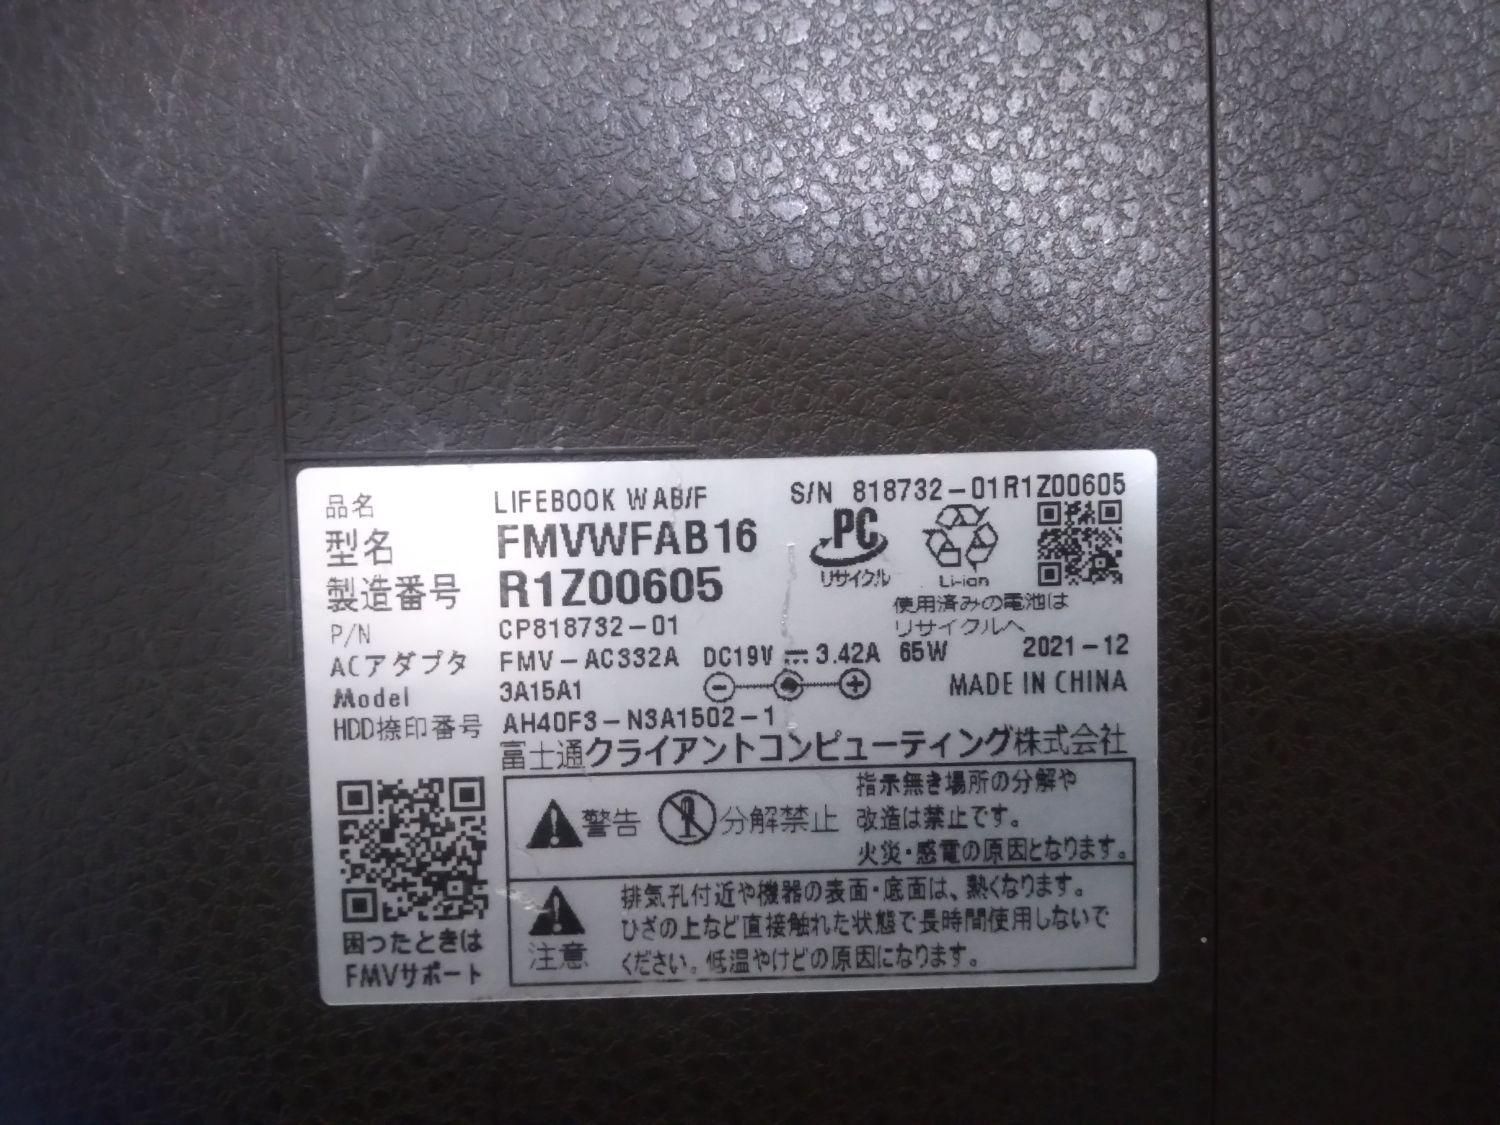 品名 LIFEBOOK WAB/F S/N 818732-01R1Z00605
型名 FMVWFAB16
製造番号 R1Z00605
PC
リサイクル
Li-ion
使用済みの電池は
リサイクルへ
P/N CP818732-01
ACアダプタ FMV-AC332A DC19V 3.42A 65W 2021-12
Model 3A15A1 MADE IN CHINA
HDD捺印番号 AH40F3-N3A1502-1
富士通クライアントコンピューティング株式会社
警告 分解禁止
指示無き場所の分解や
改造は禁止です。
火災・感電の原因となります。
注意
排気孔付近や機器の表面・底面は、熱くなります。
ひざの上など直接触れた状態で長時間使用しないで
ください。低温やけどの原因になります。
困ったときは
FMVサポート